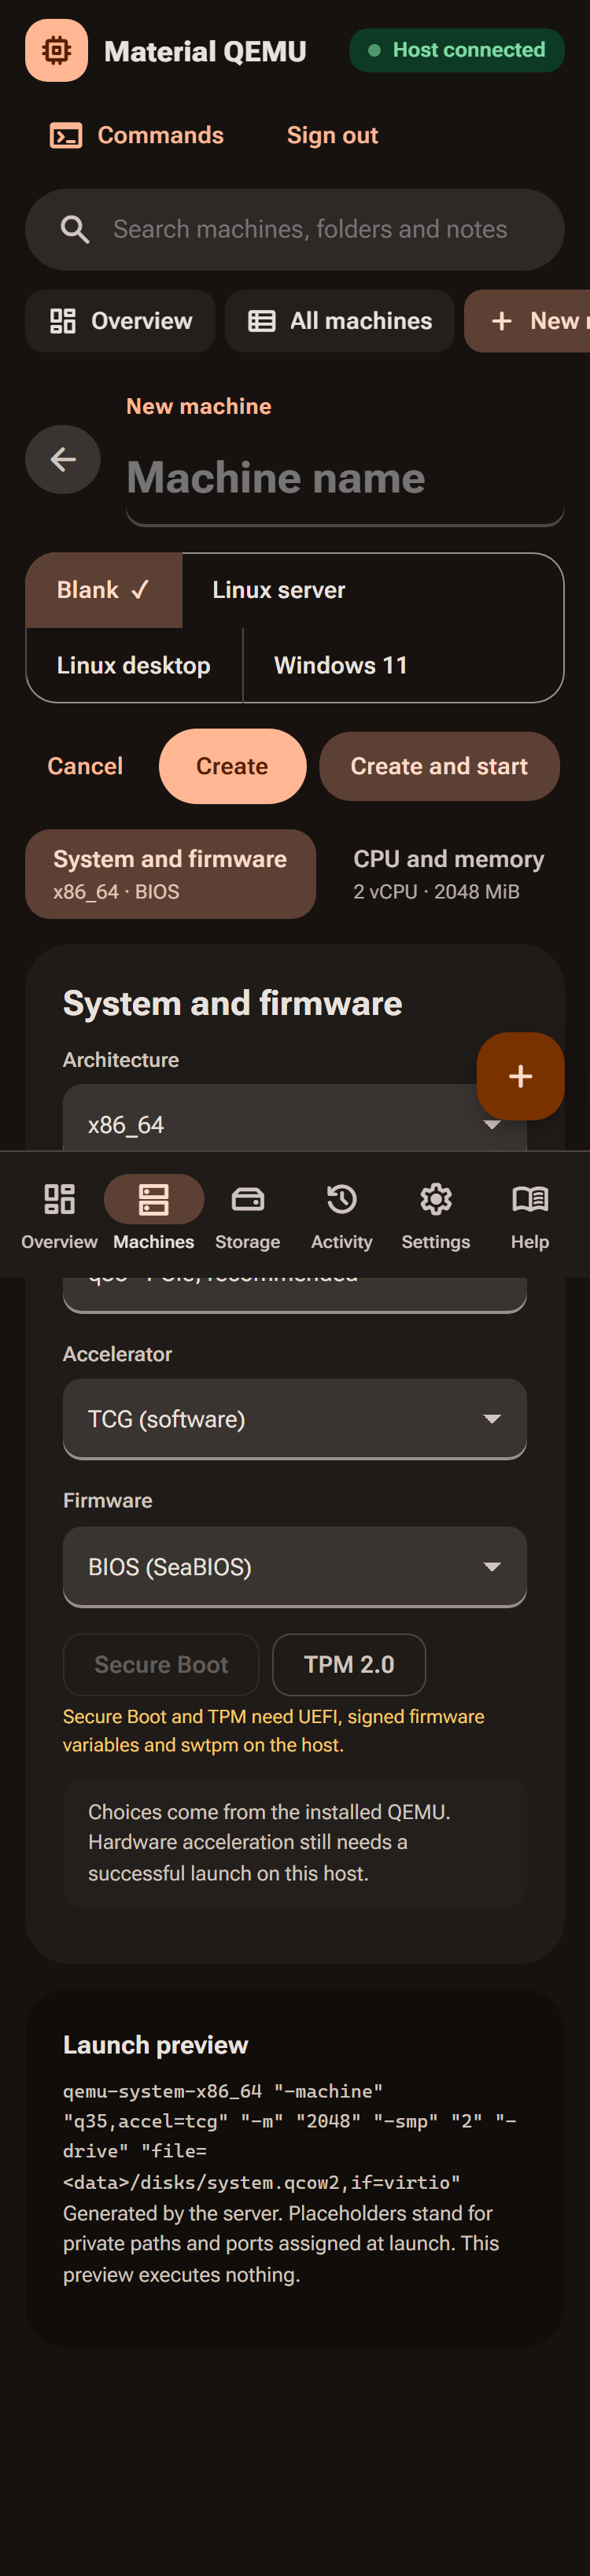 Material QEMU
Host connected
Commands
Sign out
Search machines, folders and notes
Overview
All machines
New
New machine
Machine name
Blank ✓
Linux server
Linux desktop
Windows 11
Cancel
Create
Create and start
System and firmware
x86_64 · BIOS
CPU and memory
2 vCPU · 2048 MiB
System and firmware
Architecture
x86_64
Overview
Machines
Storage
Activity
Settings
Help
Accelerator
TCG (software)
Firmware
BIOS (SeaBIOS)
Secure Boot
TPM 2.0
Secure Boot and TPM need UEFI, signed firmware
variables and swtpm on the host.
Choices come from the installed QEMU.
Hardware acceleration still needs a
successful launch on this host.
Launch preview
qemu-system-x86_64 "-machine"
"q35,accel=tcg" "-m" "2048" "-smp" "2" "-
drive" "file=
<data>/disks/system.qcow2,if=virtio"
Generated by the server. Placeholders stand for
private paths and ports assigned at launch. This
preview executes nothing.